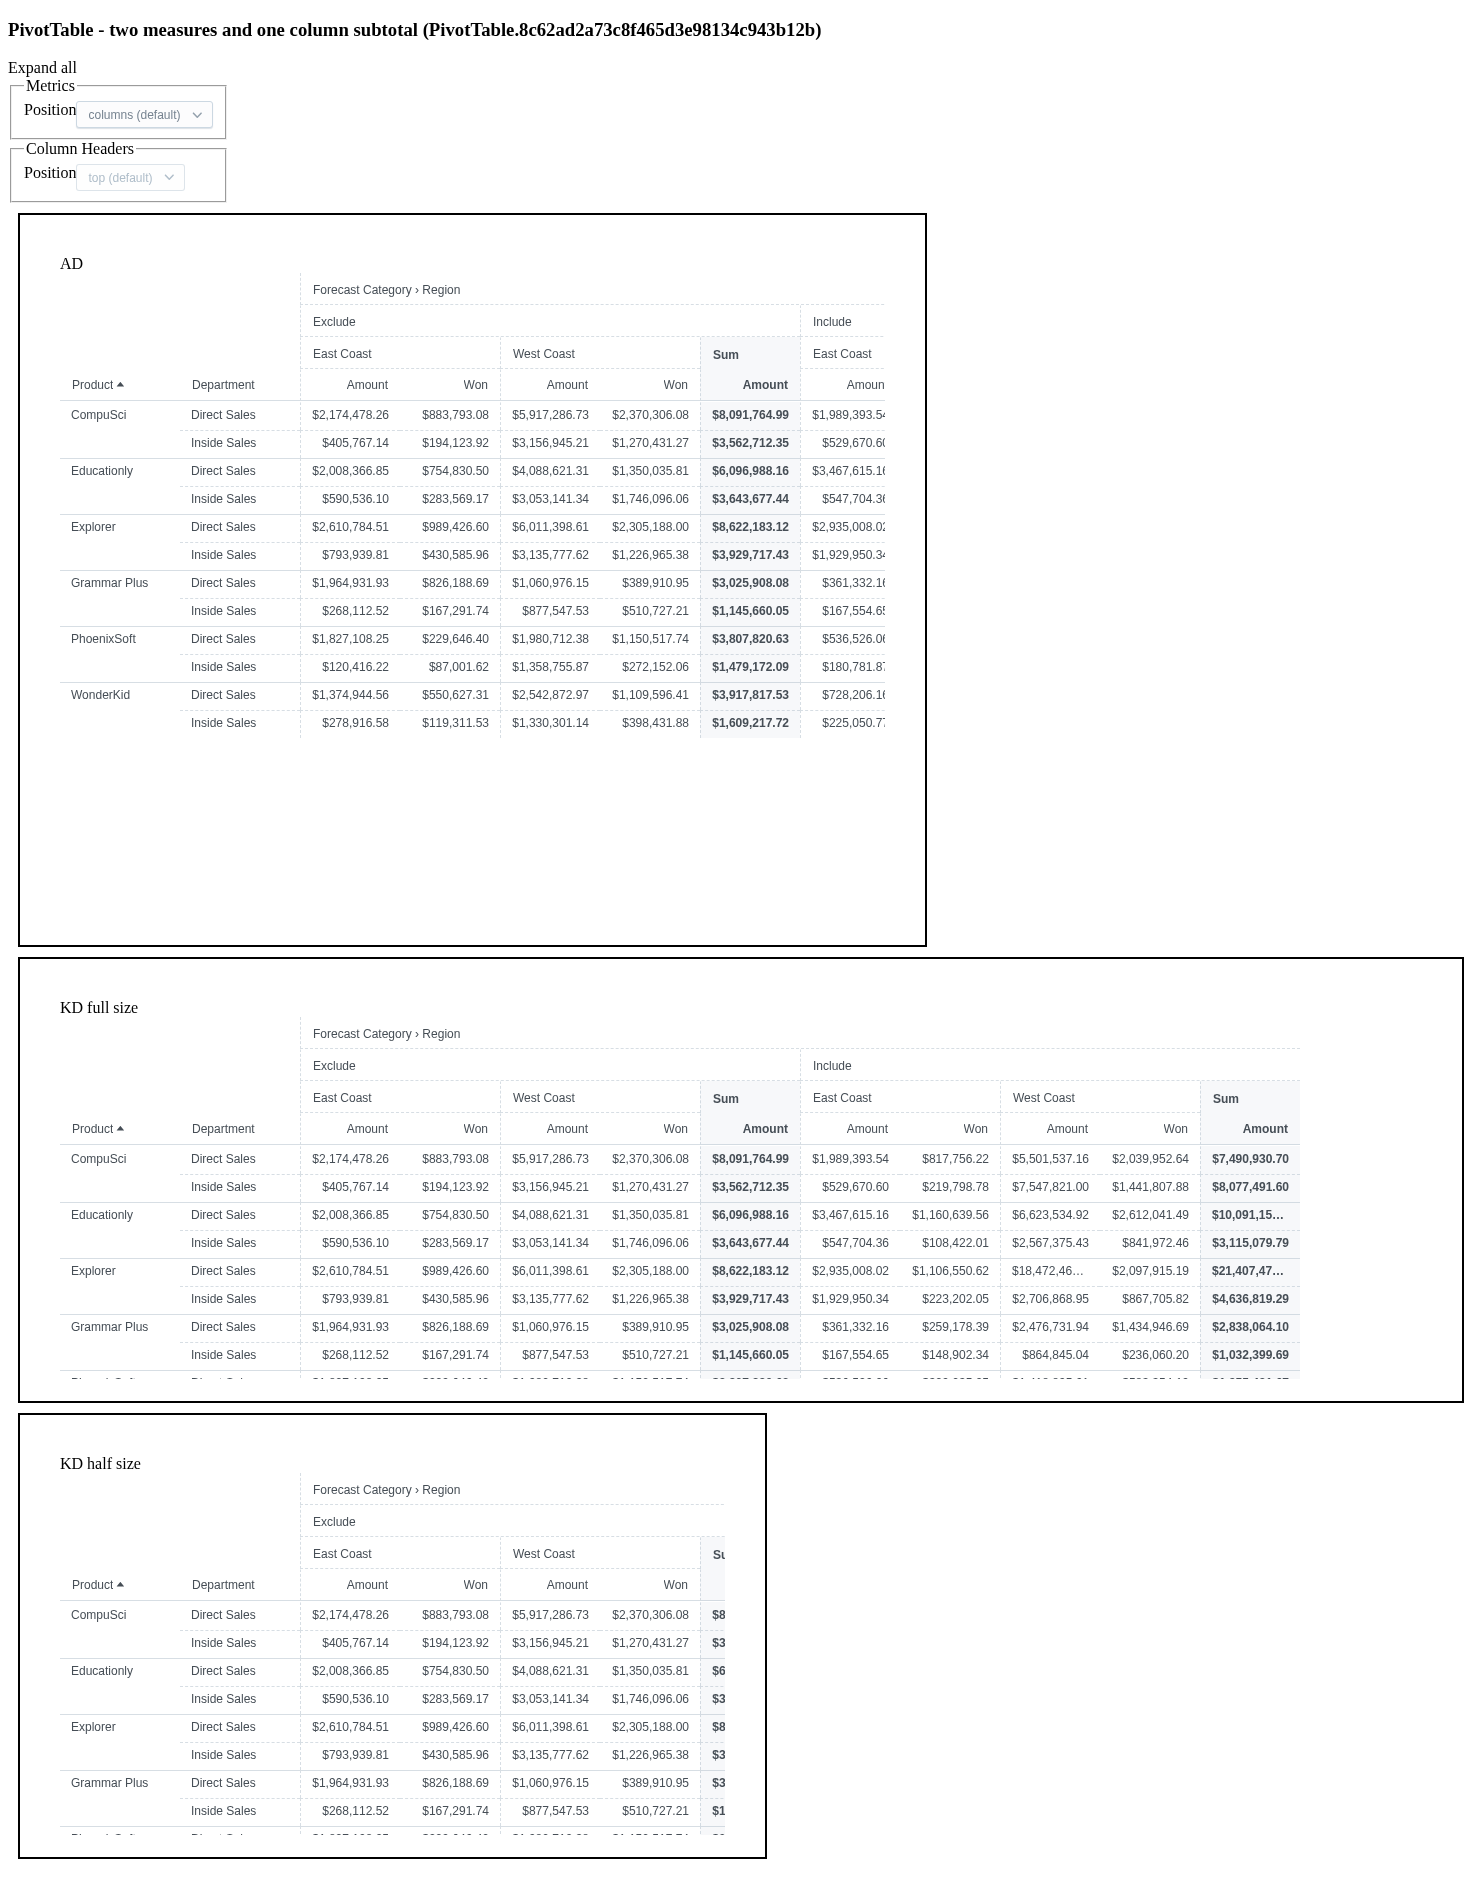 PivotTable - two measures and one column subtotal (PivotTable.8c62ad2a73c8f465d3e98134c943b12b)
Expand all
Metrics
Position columns (default)
Column Headers
Position top (default)
AD
Forecast Category › Region
Exclude Include
East Coast West Coast Sum East Coast
Product Department Amount Won Amount Won Amount Amoun
CompuSci Direct Sales $2,174,478.26 $883,793.08 $5,917,286.73 $2,370,306.08 $8,091,764.99 $1,989,393.54
Inside Sales $405,767.14 $194,123.92 $3,156,945.21 $1,270,431.27 $3,562,712.35 $529,670.60
Educationly Direct Sales $2,008,366.85 $754,830.50 $4,088,621.31 $1,350,035.81 $6,096,988.16 $3,467,615.16
Inside Sales $590,536.10 $283,569.17 $3,053,141.34 $1,746,096.06 $3,643,677.44 $547,704.36
Explorer Direct Sales $2,610,784.51 $989,426.60 $6,011,398.61 $2,305,188.00 $8,622,183.12 $2,935,008.02
Inside Sales $793,939.81 $430,585.96 $3,135,777.62 $1,226,965.38 $3,929,717.43 $1,929,950.34
Grammar Plus Direct Sales $1,964,931.93 $826,188.69 $1,060,976.15 $389,910.95 $3,025,908.08 $361,332.16
Inside Sales $268,112.52 $167,291.74 $877,547.53 $510,727.21 $1,145,660.05 $167,554.65
PhoenixSoft Direct Sales $1,827,108.25 $229,646.40 $1,980,712.38 $1,150,517.74 $3,807,820.63 $536,526.06
Inside Sales $120,416.22 $87,001.62 $1,358,755.87 $272,152.06 $1,479,172.09 $180,781.87
WonderKid Direct Sales $1,374,944.56 $550,627.31 $2,542,872.97 $1,109,596.41 $3,917,817.53 $728,206.16
Inside Sales $278,916.58 $119,311.53 $1,330,301.14 $398,431.88 $1,609,217.72 $225,050.77
KD full size
Forecast Category › Region
Exclude Include
East Coast West Coast Sum East Coast West Coast Sum
Product Department Amount Won Amount Won Amount Amount Won Amount Won Amount
CompuSci Direct Sales $2,174,478.26 $883,793.08 $5,917,286.73 $2,370,306.08 $8,091,764.99 $1,989,393.54 $817,756.22 $5,501,537.16 $2,039,952.64 $7,490,930.70
Inside Sales $405,767.14 $194,123.92 $3,156,945.21 $1,270,431.27 $3,562,712.35 $529,670.60 $219,798.78 $7,547,821.00 $1,441,807.88 $8,077,491.60
Educationly Direct Sales $2,008,366.85 $754,830.50 $4,088,621.31 $1,350,035.81 $6,096,988.16 $3,467,615.16 $1,160,639.56 $6,623,534.92 $2,612,041.49 $10,091,15…
Inside Sales $590,536.10 $283,569.17 $3,053,141.34 $1,746,096.06 $3,643,677.44 $547,704.36 $108,422.01 $2,567,375.43 $841,972.46 $3,115,079.79
Explorer Direct Sales $2,610,784.51 $989,426.60 $6,011,398.61 $2,305,188.00 $8,622,183.12 $2,935,008.02 $1,106,550.62 $18,472,46… $2,097,915.19 $21,407,47…
Inside Sales $793,939.81 $430,585.96 $3,135,777.62 $1,226,965.38 $3,929,717.43 $1,929,950.34 $223,202.05 $2,706,868.95 $867,705.82 $4,636,819.29
Grammar Plus Direct Sales $1,964,931.93 $826,188.69 $1,060,976.15 $389,910.95 $3,025,908.08 $361,332.16 $259,178.39 $2,476,731.94 $1,434,946.69 $2,838,064.10
Inside Sales $268,112.52 $167,291.74 $877,547.53 $510,727.21 $1,145,660.05 $167,554.65 $148,902.34 $864,845.04 $236,060.20 $1,032,399.69
KD half size
Forecast Category › Region
Exclude
East Coast West Coast Su
Product Department Amount Won Amount Won
CompuSci Direct Sales $2,174,478.26 $883,793.08 $5,917,286.73 $2,370,306.08 $8
Inside Sales $405,767.14 $194,123.92 $3,156,945.21 $1,270,431.27 $3
Educationly Direct Sales $2,008,366.85 $754,830.50 $4,088,621.31 $1,350,035.81 $6
Inside Sales $590,536.10 $283,569.17 $3,053,141.34 $1,746,096.06 $3
Explorer Direct Sales $2,610,784.51 $989,426.60 $6,011,398.61 $2,305,188.00 $8
Inside Sales $793,939.81 $430,585.96 $3,135,777.62 $1,226,965.38 $3
Grammar Plus Direct Sales $1,964,931.93 $826,188.69 $1,060,976.15 $389,910.95 $3
Inside Sales $268,112.52 $167,291.74 $877,547.53 $510,727.21 $1